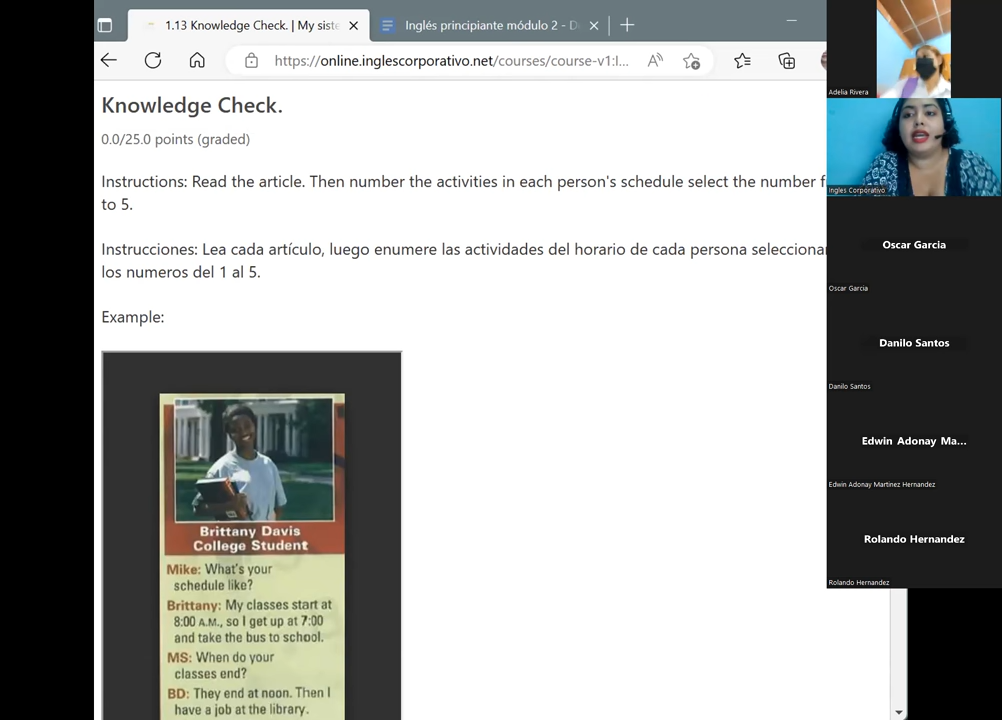 1.13 Knowledge Check. | My siste
Inglés principiante módulo 2 - D
https://online.inglescorporativo.net/courses/course-v1:I...
Knowledge Check.
0.0/25.0 points (graded)
Instructions: Read the article. Then number the activities in each person's schedule select the number f
to 5.
Instrucciones: Lea cada artículo, luego enumere las actividades del horario de cada persona selecciona
los numeros del 1 al 5.
Example:
Brittany Davis
College Student
Mike: What's your
schedule like?
Brittany: My classes start at
8:00 A.M., so I get up at 7:00
and take the bus to school.
MS: When do your
classes end?
BD: They end at noon. Then I
have a job at the library.
Adelia Rivera
Ingles Corporativo
Oscar Garcia
Oscar Garcia
Danilo Santos
Danilo Santos
Edwin Adonay Ma...
Edwin Adonay Martinez Hernandez
Rolando Hernandez
Rolando Hernandez